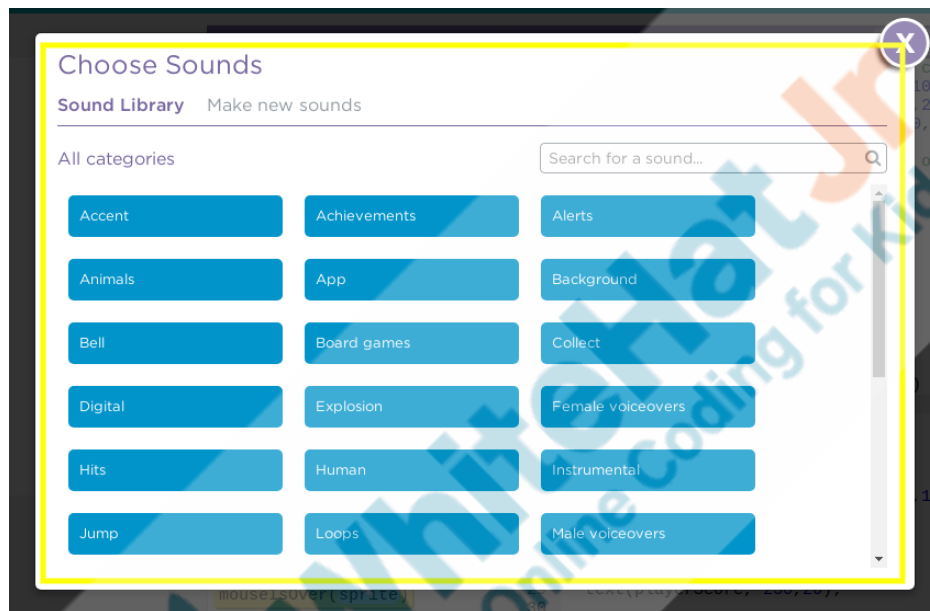 X
Choose Sounds
Sound Library Make new sounds
All categories
Search for a sound...
Accent Achievements Alerts
Animals App Background
Bell Board games Collect
Digital Explosion Female voiceovers
Hits Human Instrumental
Jump Loops Male voiceovers
WhiteHat Jr
Online Coding for Kid
mouseIsOver(sprite)